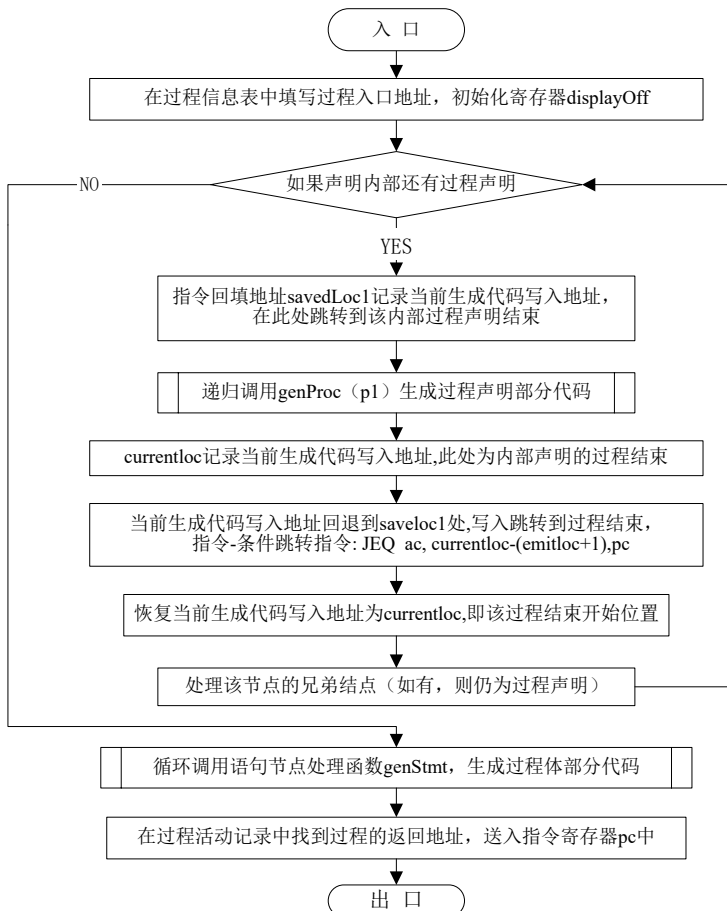 入 口
在过程信息表中填写过程入口地址，初始化寄存器displayOff
如果声明内部还有过程声明
NO
YES
指令回填地址savedLoc1记录当前生成代码写入地址，
在此处跳转到该内部过程声明结束
递归调用genProc（p1）生成过程声明部分代码
currentloc记录当前生成代码写入地址,此处为内部声明的过程结束
当前生成代码写入地址回退到saveloc1处,写入跳转到过程结束，
指令-条件跳转指令: JEQ ac, currentloc-(emitloc+1),pc
恢复当前生成代码写入地址为currentloc,即该过程结束开始位置
处理该节点的兄弟结点（如有，则仍为过程声明）
循环调用语句节点处理函数genStmt，生成过程体部分代码
在过程活动记录中找到过程的返回地址，送入指令寄存器pc中
出 口